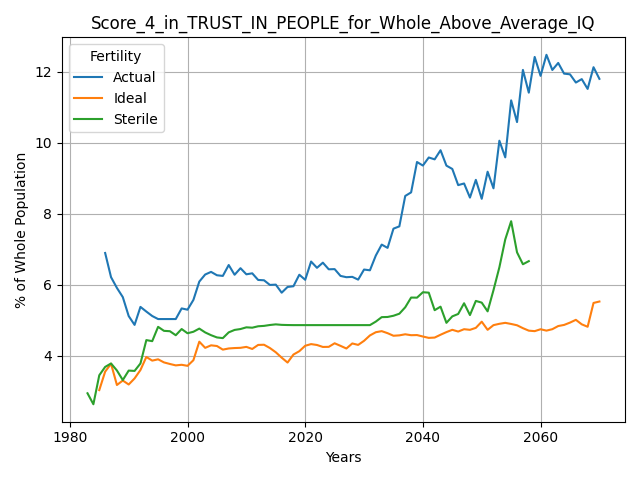 Score_4_in_TRUST_IN_PEOPLE_for_Whole_Above_Average_IQ
Fertility
Actual
Ideal
Sterile
% of Whole Population
12
10
8
6
4
1980
2000
2020
2040
2060
Years